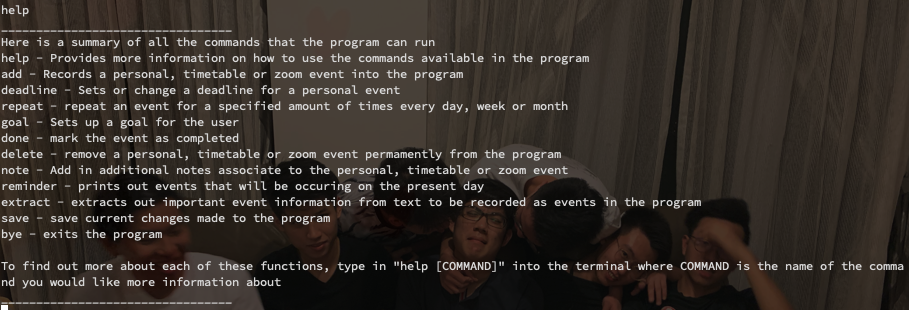 help
_________________________________
Here is a summary of all the commands that the program can run
help - Provides more information on how to use the commands available in the program
add - Records a personal, timetable or zoom event into the program
deadline - Sets or change a deadline for a personal event
repeat - repeat an event for a specified amount of times every day, week or month
goal - Sets up a goal for the user
done - mark the event as completed
delete - remove a personal, timetable or zoom event permamently from the program
note - Add in additional notes associate to the personal, timetable or zoom event
reminder - prints out events that will be occuring on the present day
extract - extracts out important event information from text to be recorded as events in the program
save - save current changes made to the program
bye - exits the program
To find out more about each of these functions, type in "help [COMMAND]" into the terminal where COMMAND is the name of the comma
nd you would like more information about
_________________________________